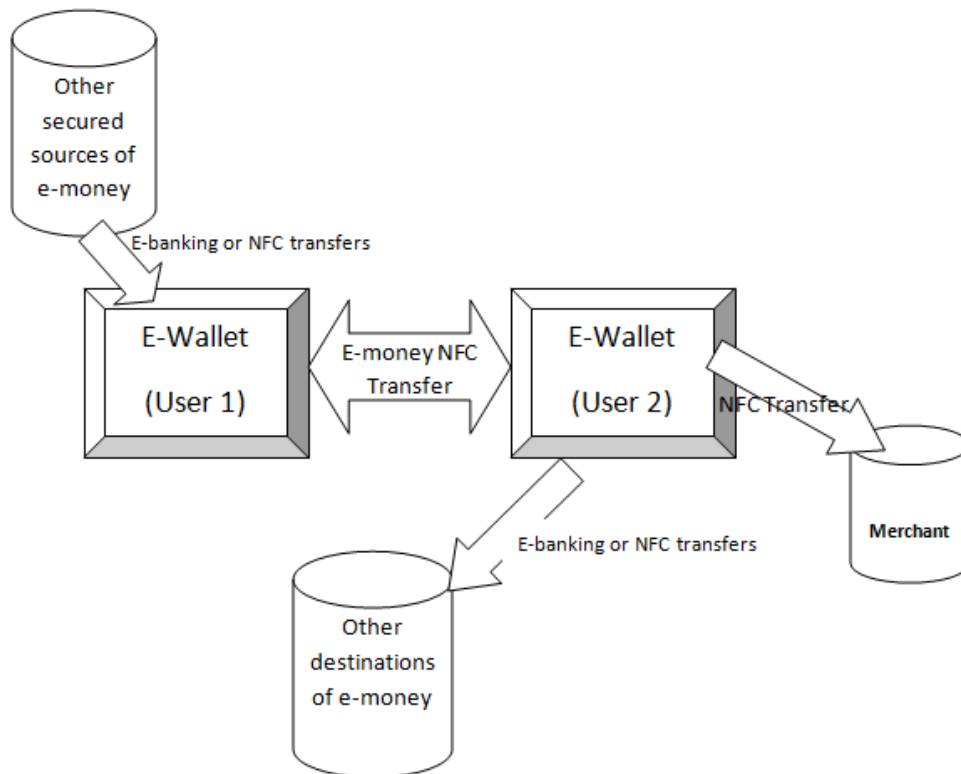 Other
secured
sources of
e-money
E-banking or NFC transfers
E-Wallet
(User 1)
E-money NFC
Transfer
E-Wallet
(User 2)
NFC Transfer
Merchant
E-banking or NFC transfers
Other
destinations
of e-money